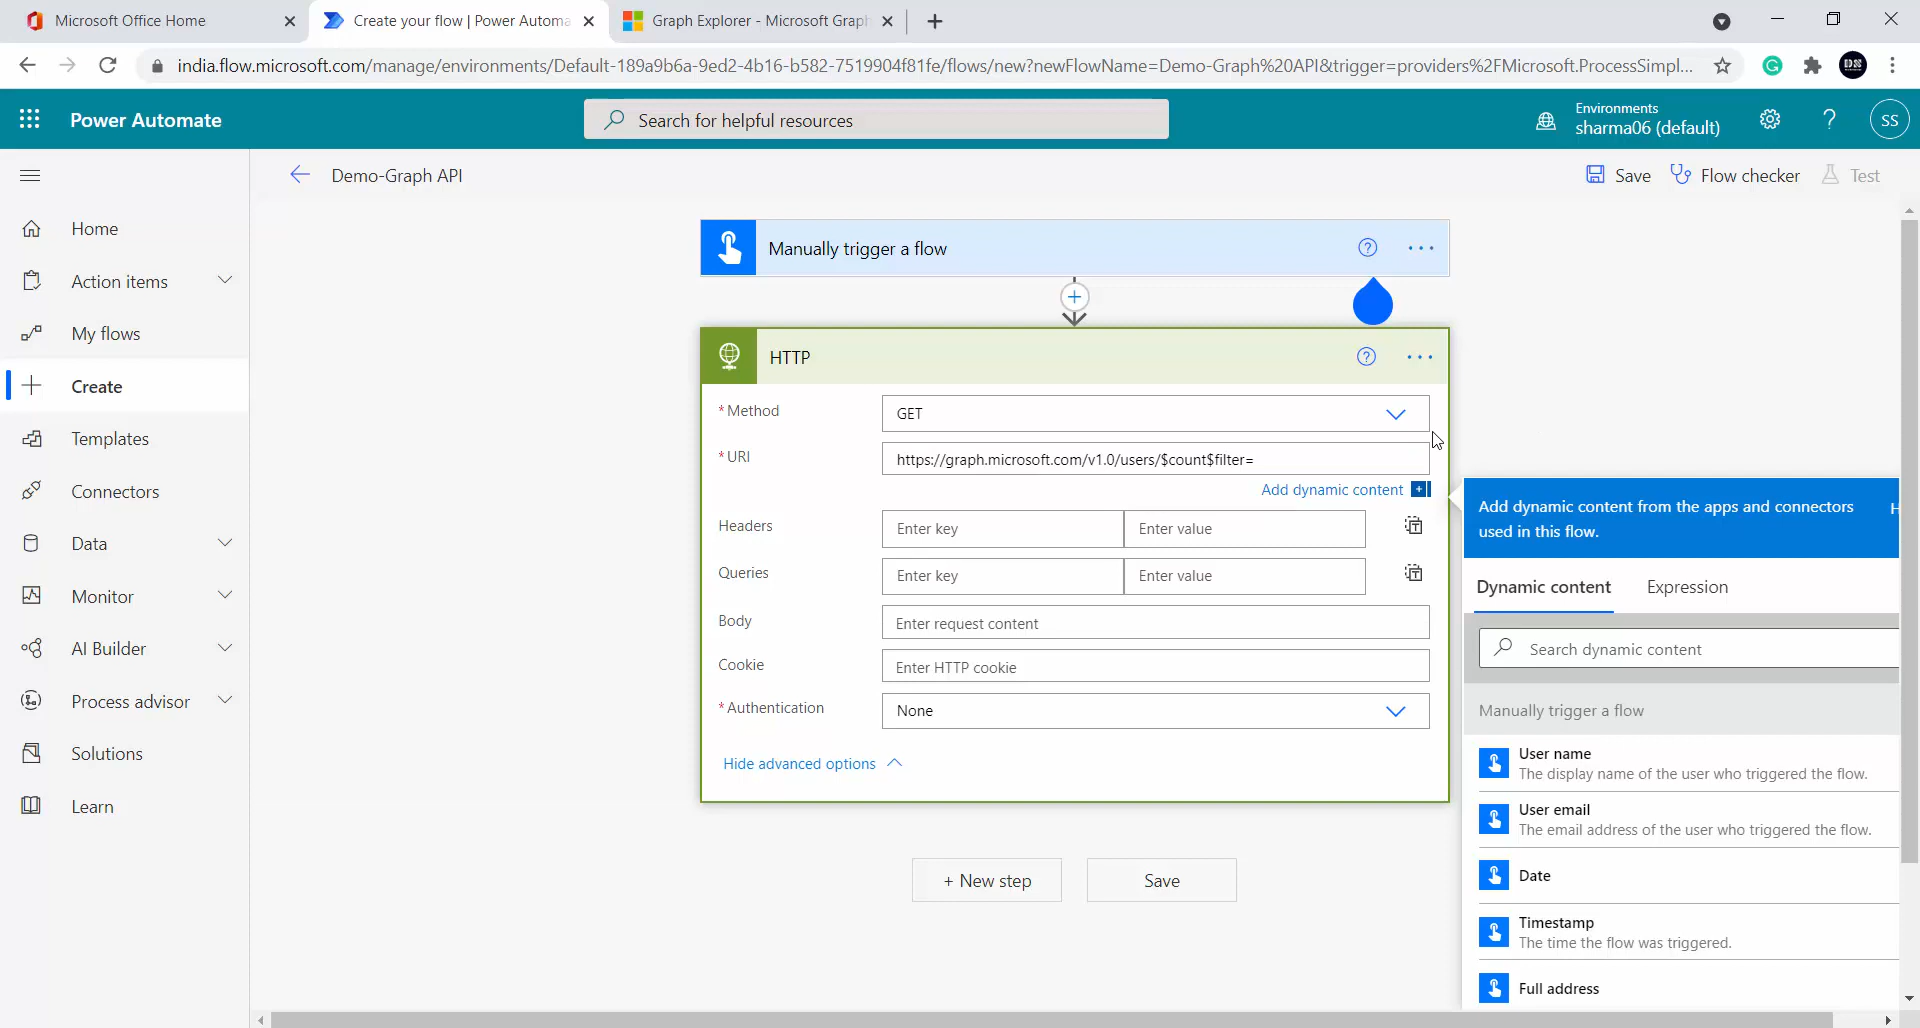 Microsoft Office Home
Create your flow | Power Automa
Graph Explorer - Microsoft Graph
india.flow.microsoft.com/manage/environments/Default-189a9b6a-9ed2-4b16-b582-7519904f81fe/flows/new?newFlowName=Demo-Graph%20API&trigger=providers%2FMicrosoft.ProcessSimpl...
DS
Power Automate
Search for helpful resources
Environments
sharma06 (default)
?
SS
Demo-Graph API
Save
Flow checker
Test
Home
Action items
My flows
Create
Templates
Connectors
Data
Monitor
AI Builder
Process advisor
Solutions
Learn
Manually trigger a flow
HTTP
* Method
GET
* URI
https://graph.microsoft.com/v1.0/users/$count$filter=
Add dynamic content
Headers
Enter key
Enter value
Queries
Enter key
Enter value
Body
Enter request content
Cookie
Enter HTTP cookie
* Authentication
None
Hide advanced options
+ New step
Save
Add dynamic content from the apps and connectors
used in this flow.
H
Dynamic content
Expression
Search dynamic content
Manually trigger a flow
User name
The display name of the user who triggered the flow.
User email
The email address of the user who triggered the flow.
Date
Timestamp
The time the flow was triggered.
Full address